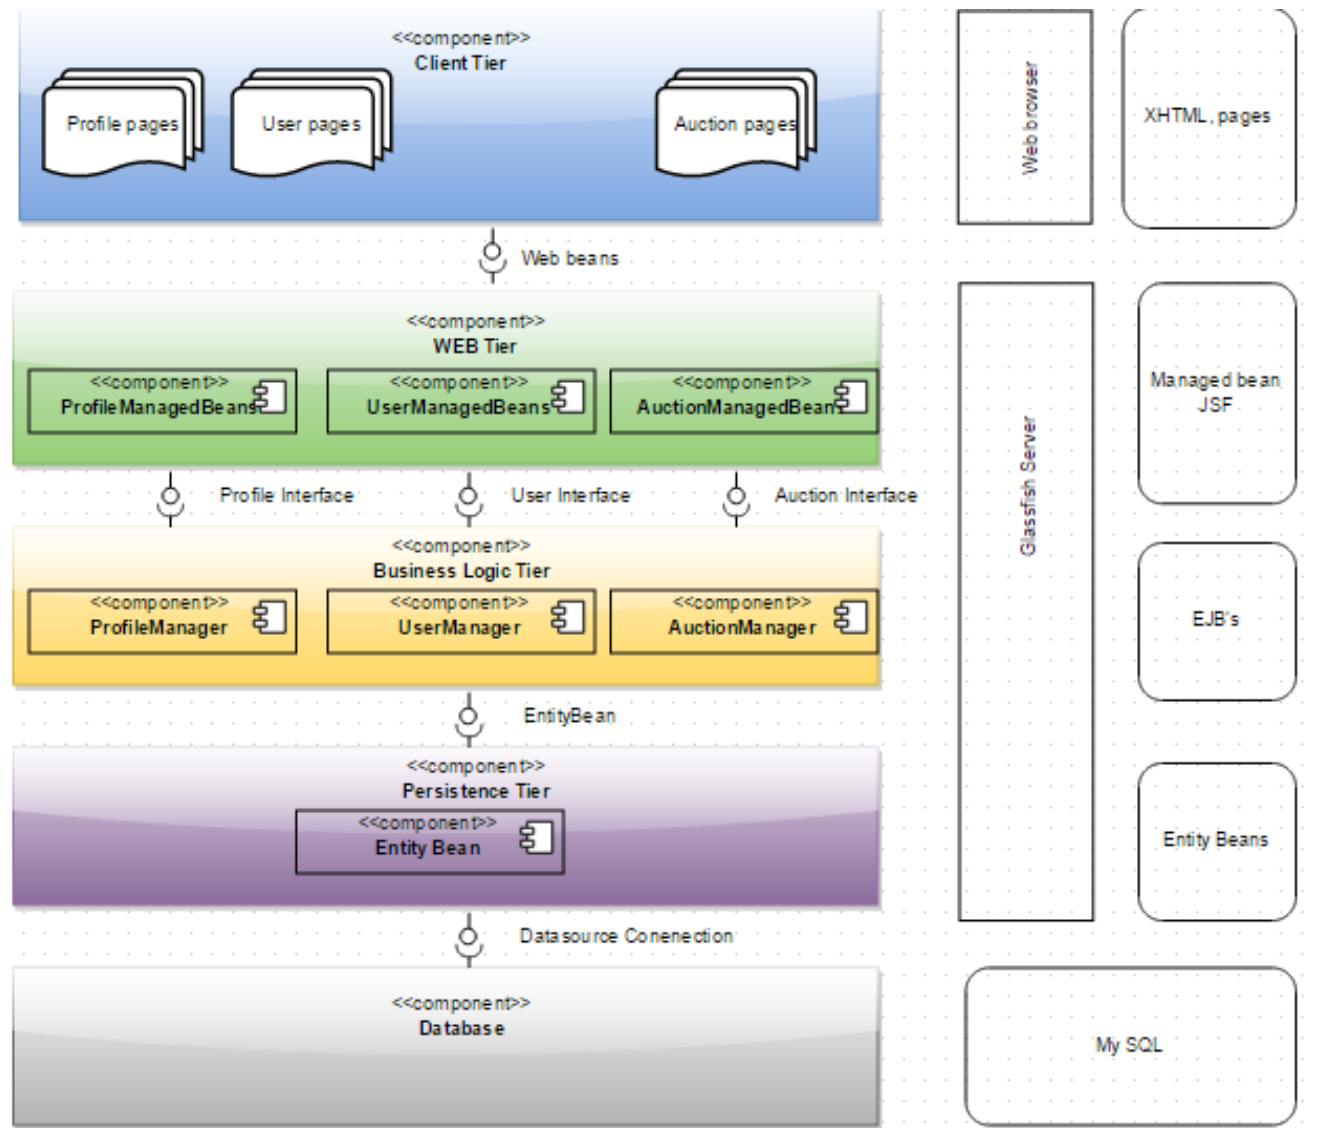 <<component>>
Client Tier
Profile pages
User pages
Auction pages
Web browser
XHTML, pages
Web beans
<<component>>
WEB Tier
<<component>>
ProfileManagedBeans
<<component>>
UserManagedBeans
<<component>>
AuctionManagedBeans
Managed bean
JSF
Glassfish Server
Profile Interface
User Interface
Auction Interface
<<component>>
Business Logic Tier
<<component>>
ProfileManager
<<component>>
UserManager
<<component>>
AuctionManager
EJB's
EntityBean
<<component>>
Persistence Tier
<<component>>
Entity Bean
Entity Beans
Datasource Conenection
<<component>>
Database
My SQL